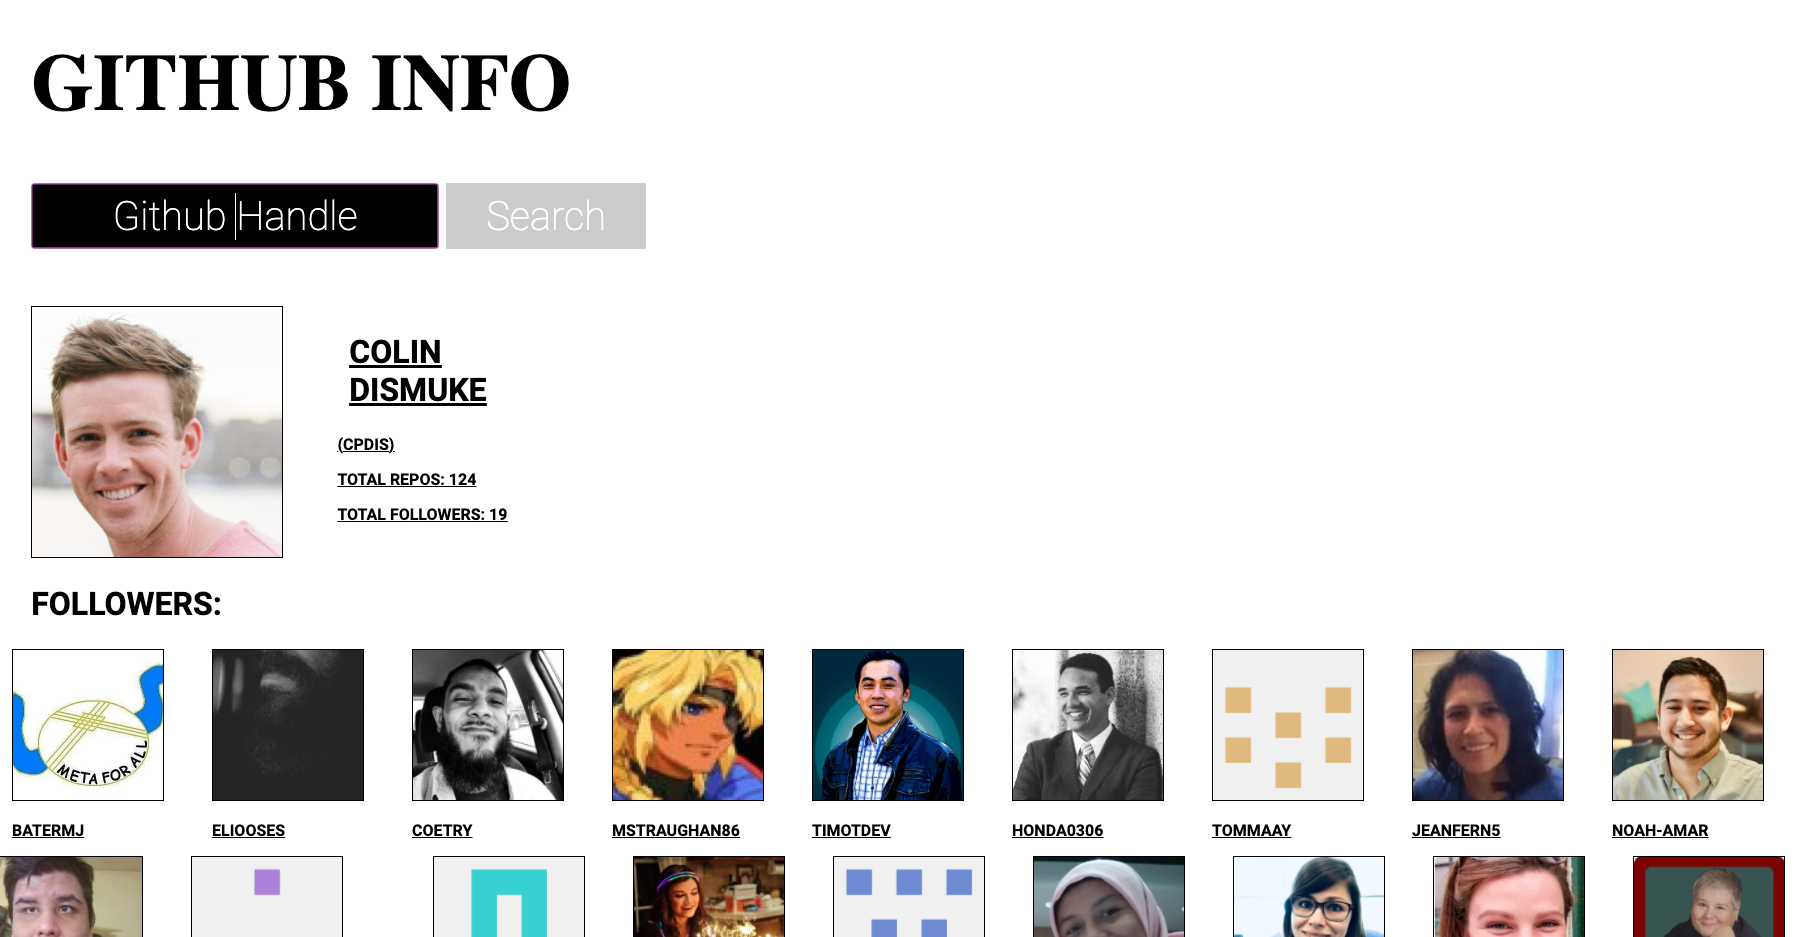 GITHUB INFO
Github Handle
Search
COLIN
DISMUKE
(CPDIS)
TOTAL REPOS: 124
TOTAL FOLLOWERS: 19
FOLLOWERS:
META FOR ALL
BATERMJ
ELIOOSES
COETRY
MSTRAUGHAN86
TIMOTDEV
HONDA0306
TOMMAAY
JEANFERN5
NOAH-AMAR